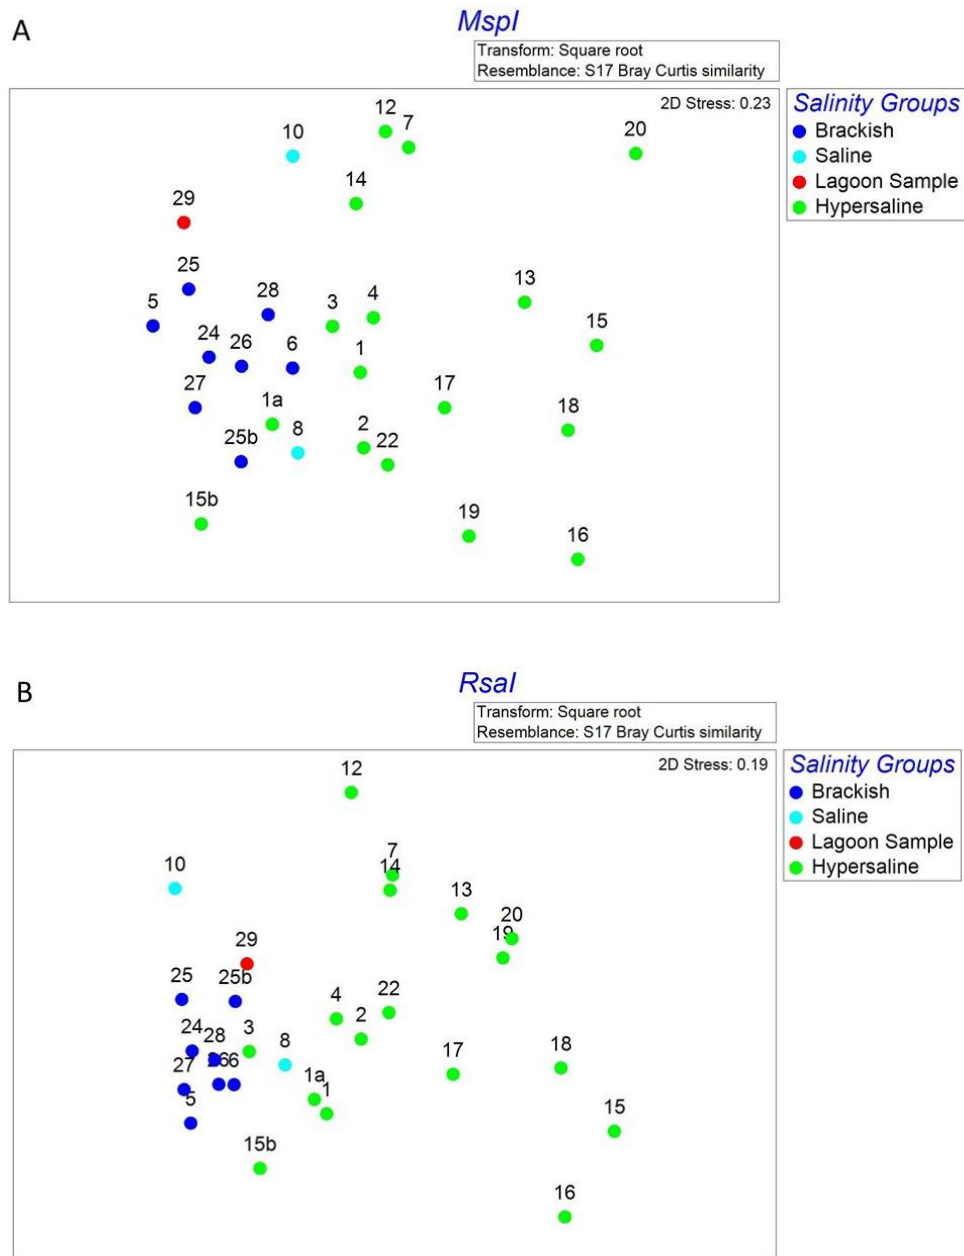 A
MspI
Transform: Square root
Resemblance: S17 Bray Curtis similarity
2D Stress: 0.23
Salinity Groups
Brackish
Saline
Lagoon Sample
Hypersaline
12
7
10
20
14
29
25
5
28
3
4
13
15
24
26
6
1
27
17
1a
18
25b
8
2
22
15b
19
16
B
RsaI
Transform: Square root
Resemblance: S17 Bray Curtis similarity
2D Stress: 0.19
Salinity Groups
Brackish
Saline
Lagoon Sample
Hypersaline
12
7
14
10
13
20
19
29
25
25b
4
22
24
28
3
8
2
27
26
6
17
18
5
1a
1
15
15b
16